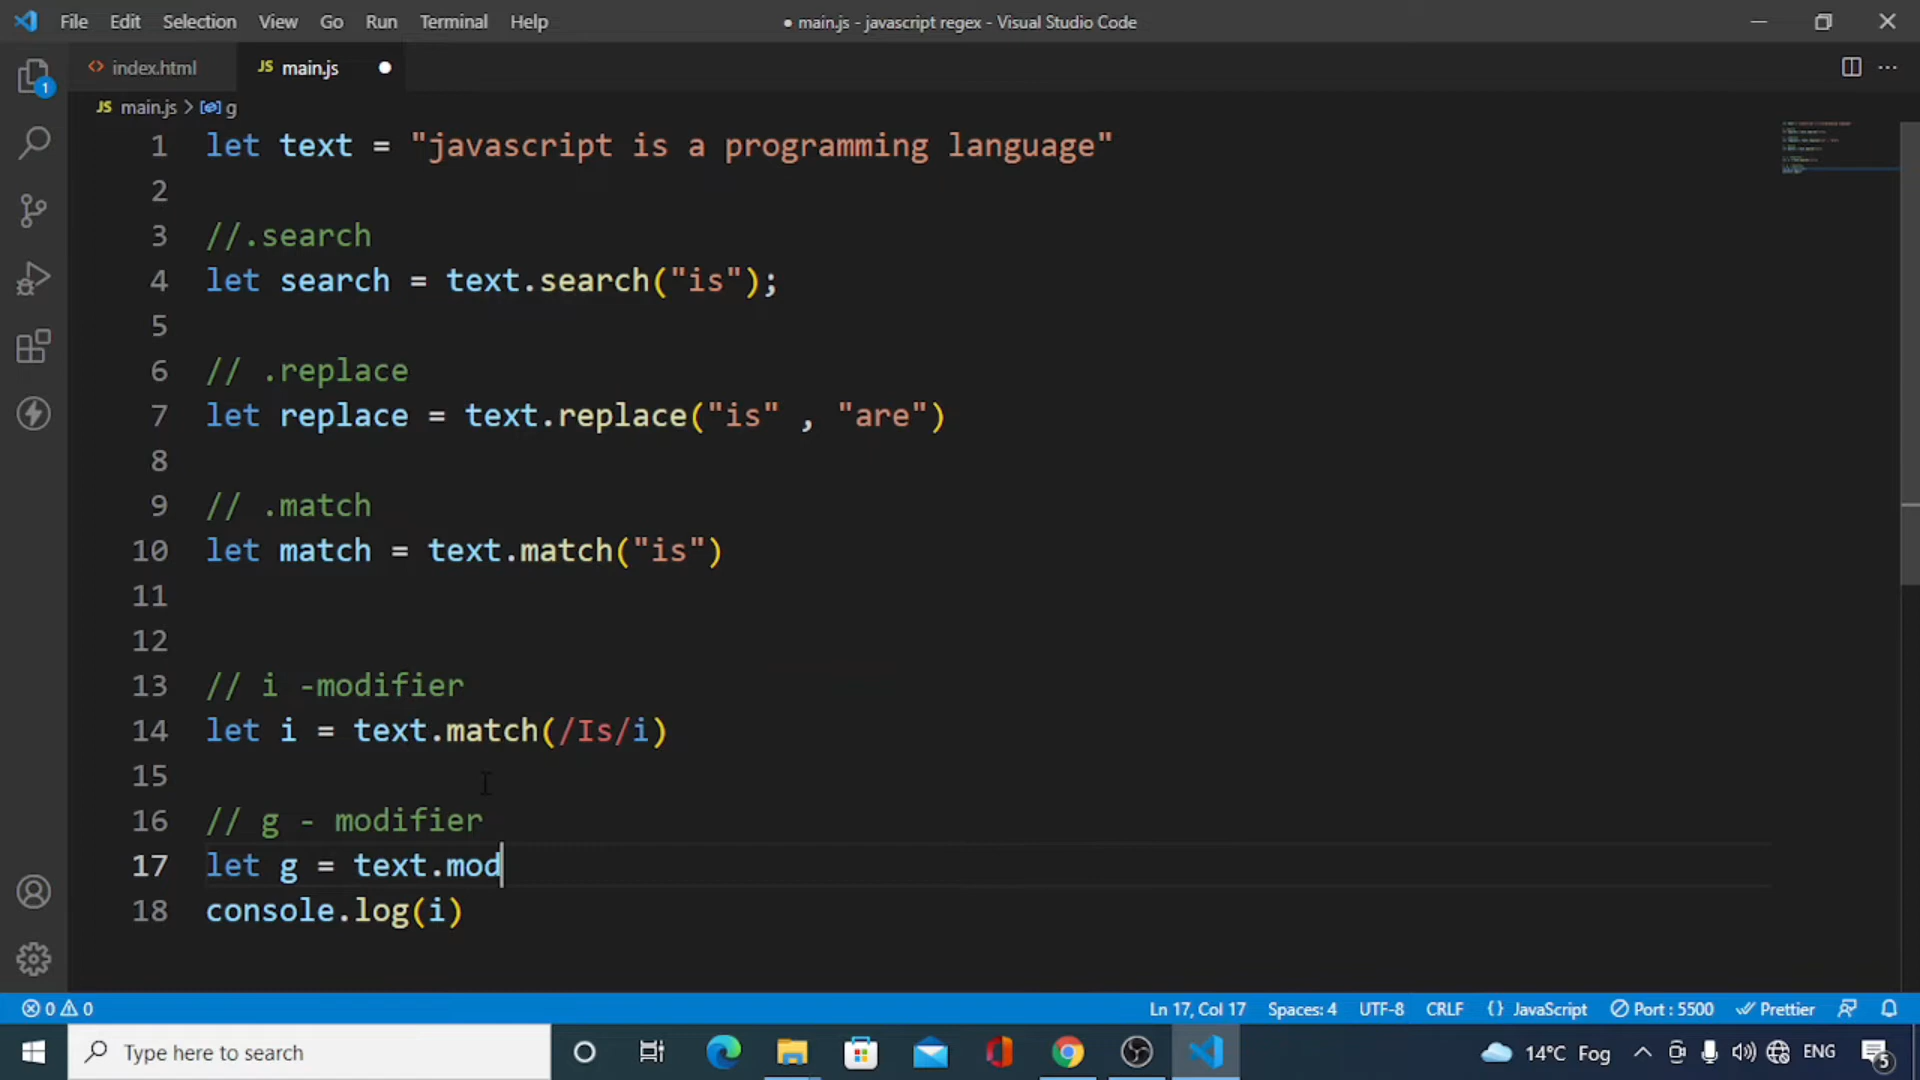 File Edit Selection View Go Run Terminal Help
● main.js - javascript regex - Visual Studio Code
<> index.html
JS main.js ●
JS main.js > g
1 let text = "javascript is a programming language"
2
3 //.search
4 let search = text.search("is");
5
6 // .replace
7 let replace = text.replace("is" , "are")
8
9 // .match
10 let match = text.match("is")
11
12
13 // i -modifier
14 let i = text.match(/Is/i)
15
16 // g - modifier
17 let g = text.mod
18 console.log(i)
1
0 0
Ln 17, Col 17 Spaces: 4 UTF-8 CRLF {} JavaScript Port : 5500 Prettier
Type here to search
14°C Fog ENG 5